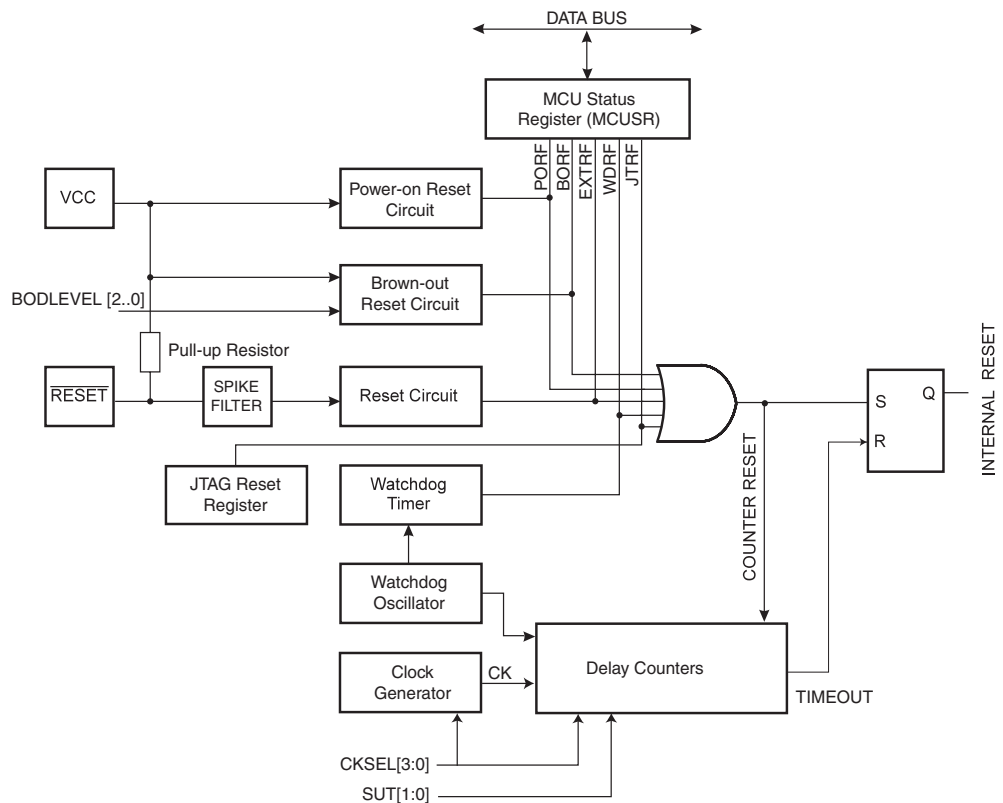 DATA BUS
MCU Status
Register (MCUSR)
PORF
BORF
EXTRF
WDRF
JTRF
VCC
Power-on Reset
Circuit
BODLEVEL [2..0]
Brown-out
Reset Circuit
Pull-up Resistor
RESET
SPIKE
FILTER
Reset Circuit
S
Q
R
INTERNAL RESET
JTAG Reset
Register
Watchdog
Timer
COUNTER RESET
Watchdog
Oscillator
Clock
Generator
CK
Delay Counters
TIMEOUT
CKSEL[3:0]
SUT[1:0]